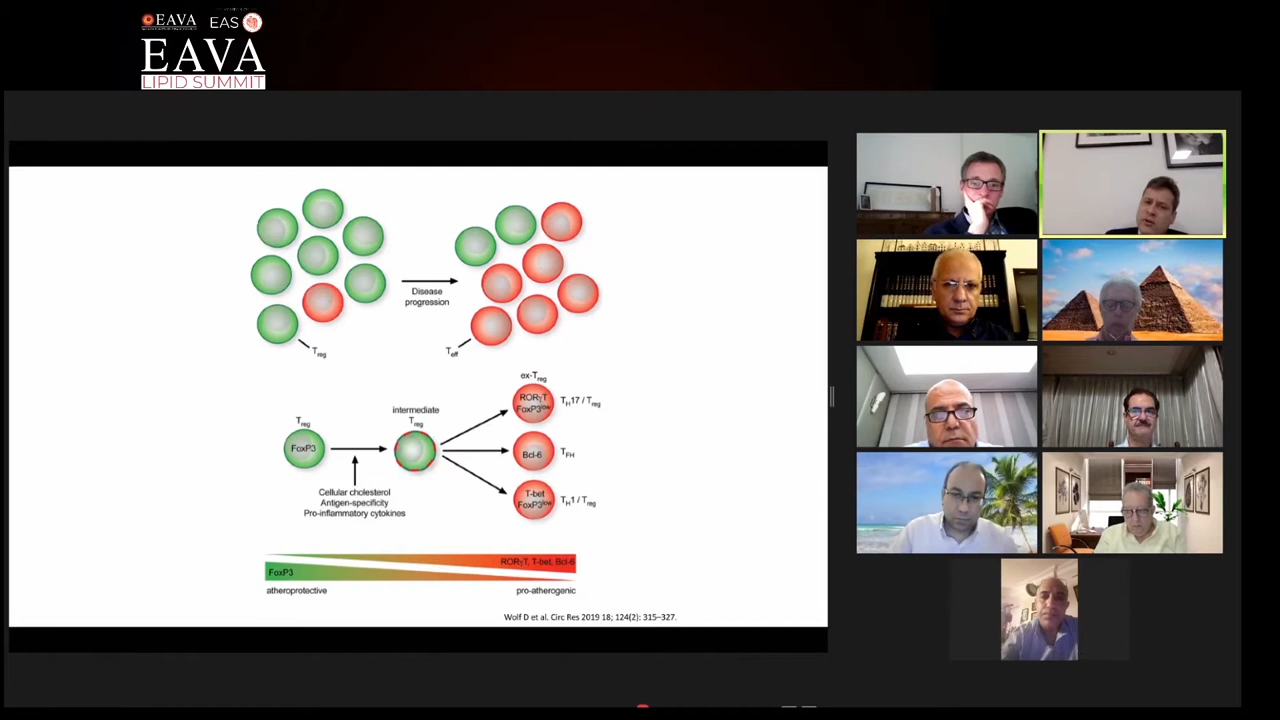 EAVA
EAS
EAVA
LIPID SUMMIT
Disease
progression
Treg
Teff
ex-Treg
RORγT
FoxP3low
TH17 / Treg
intermediate
Treg
Treg
FoxP3
Bcl-6
TFH
T-bet
FoxP3low
TH1 / Treg
Cellular cholesterol
Antigen-specificity
Pro-inflammatory cytokines
RORγT, T-bet, Bcl-6
FoxP3
atheroprotective
pro-atherogenic
Wolf D et al. Circ Res 2019 18; 124(2): 315–327.